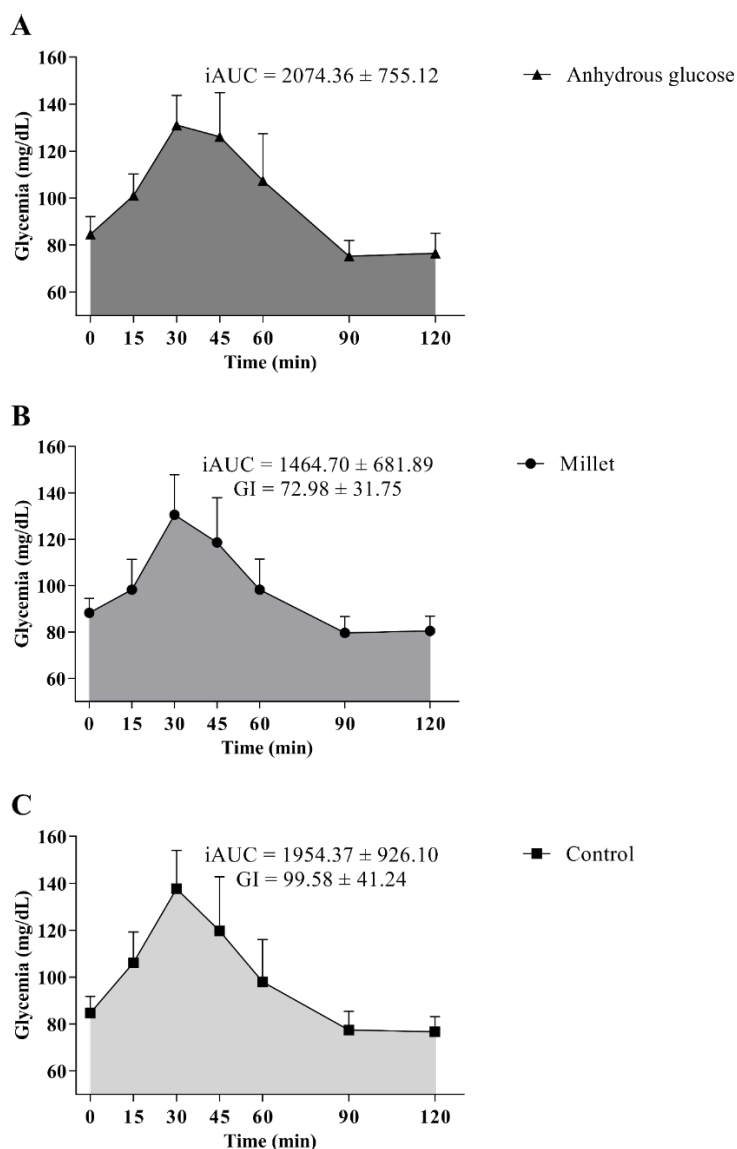 A
iAUC = 2074.36 ± 755.12
Anhydrous glucose
Glycemia (mg/dL)
160
140
120
100
80
60
0 15 30 45 60 90 120
Time (min)
B
iAUC = 1464.70 ± 681.89
GI = 72.98 ± 31.75
Millet
Glycemia (mg/dL)
160
140
120
100
80
60
0 15 30 45 60 90 120
Time (min)
C
iAUC = 1954.37 ± 926.10
GI = 99.58 ± 41.24
Control
Glycemia (mg/dL)
160
140
120
100
80
60
0 15 30 45 60 90 120
Time (min)